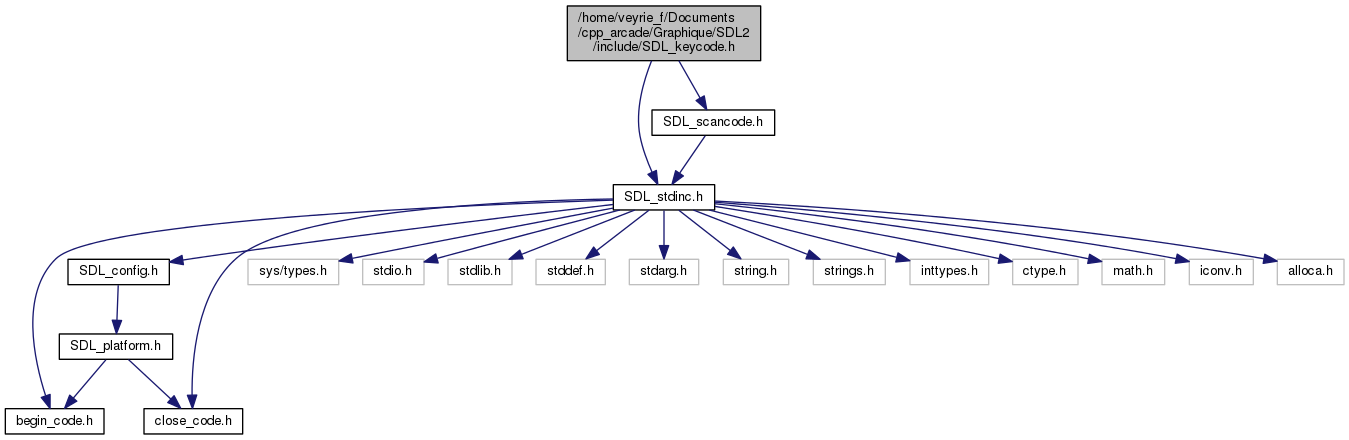 /home/veyrie_f/Documents
/cpp_arcade/Graphique/SDL2
/include/SDL_keycode.h
SDL_scancode.h
SDL_stdinc.h
SDL_config.h
sys/types.h
stdio.h
stdlib.h
stddef.h
stdarg.h
string.h
strings.h
inttypes.h
ctype.h
math.h
iconv.h
alloca.h
SDL_platform.h
begin_code.h
close_code.h